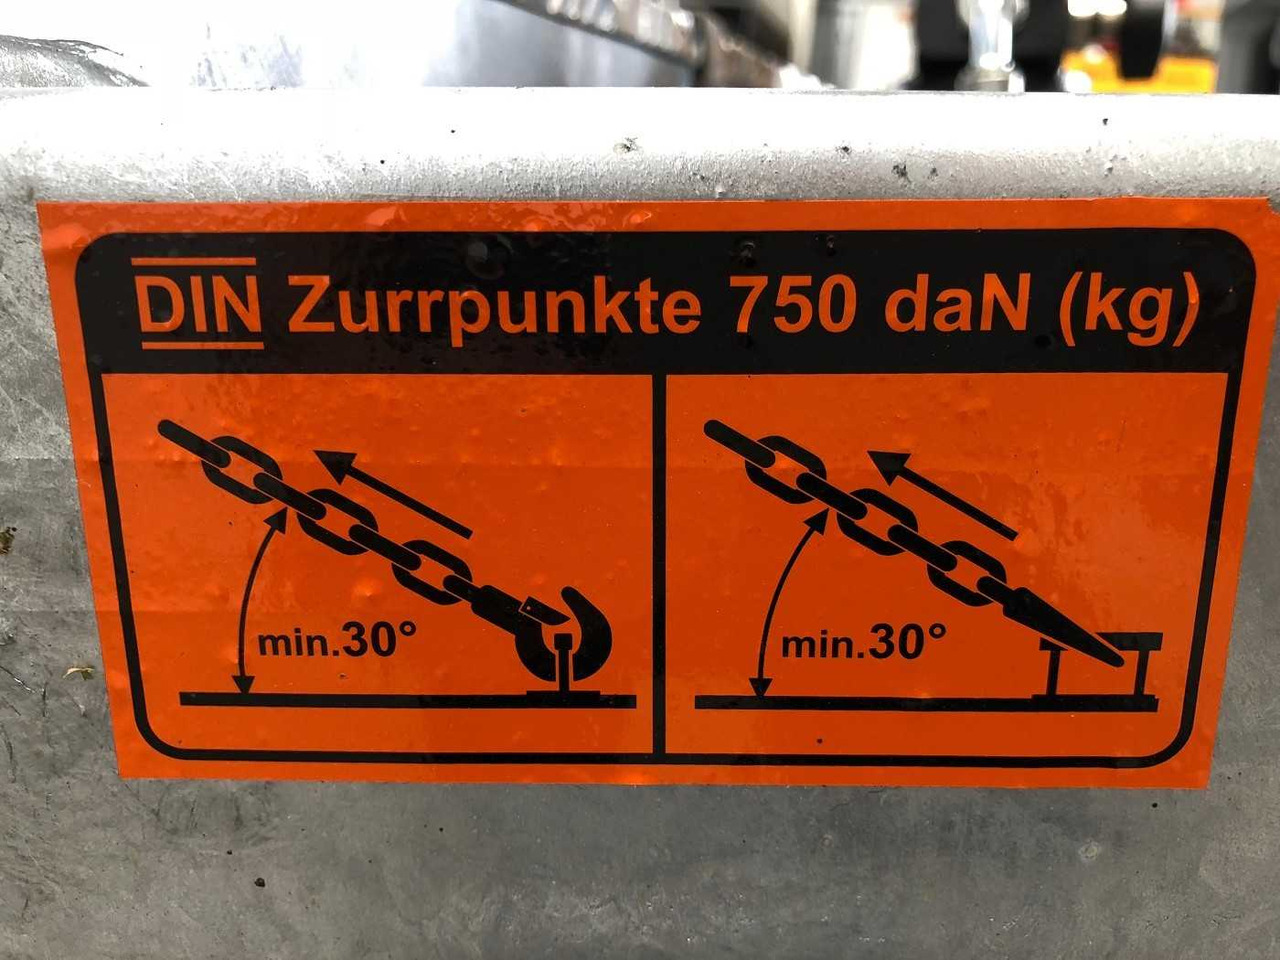 DIN Zurrpunkte 750 daN (kg)
min.30°
min.30°